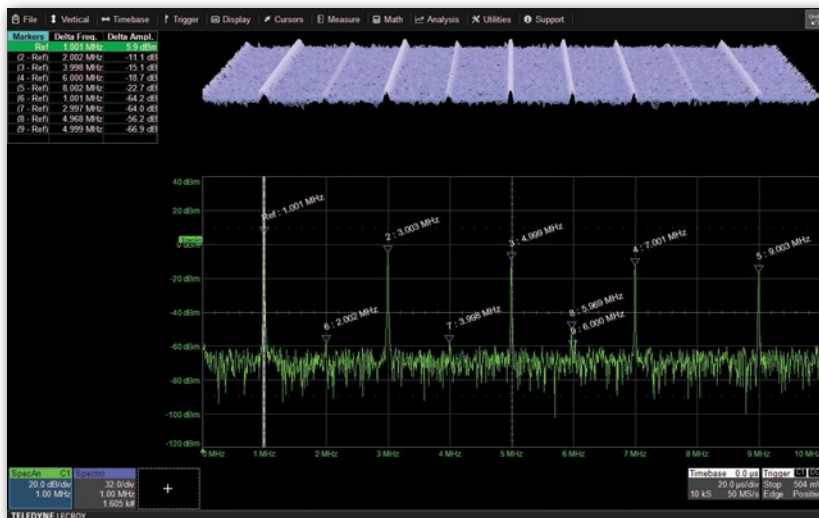 File Vertical Timebase Trigger Display Cursors Measure Math Analysis Utilities Support
Markers Delta Freq. Delta Ampl.
Ref 1.001 MHz 5.9 dBm
(2 - Ref) 2.002 MHz -11.1 dB
(3 - Ref) 3.998 MHz -15.1 dB
(4 - Ref) 6.000 MHz -18.7 dB
(5 - Ref) 8.002 MHz -22.7 dB
(6 - Ref) 1.001 MHz -64.2 dB
(7 - Ref) 2.997 MHz -64.0 dB
(8 - Ref) 4.968 MHz -56.2 dB
(9 - Ref) 4.999 MHz -66.9 dB
40 dBm
20 dBm
0 dBm
-20 dBm
-40 dBm
-60 dBm
-80 dBm
-100 dBm
-120 dBm
SpecAn
Ref : 1.001 MHz
2 : 3.003 MHz
3 : 4.999 MHz
4 : 7.001 MHz
5 : 9.003 MHz
6 : 2.002 MHz
7 : 3.998 MHz
8 : 5.969 MHz
9 : 6.000 MHz
0 MHz 1 MHz 2 MHz 3 MHz 4 MHz 5 MHz 6 MHz 7 MHz 8 MHz 9 MHz 10 MHz
SpecAn C1
20.0 dB/div
1.00 MHz
Spectro
32.0/div
1.00 MHz
1.605 k#
+
Timebase 0.0 µs
20.0 µs/div
10 kS 50 MS/s
Trigger C1 DC
Stop 504 mV
Edge Positive
TELEDYNE LECROY